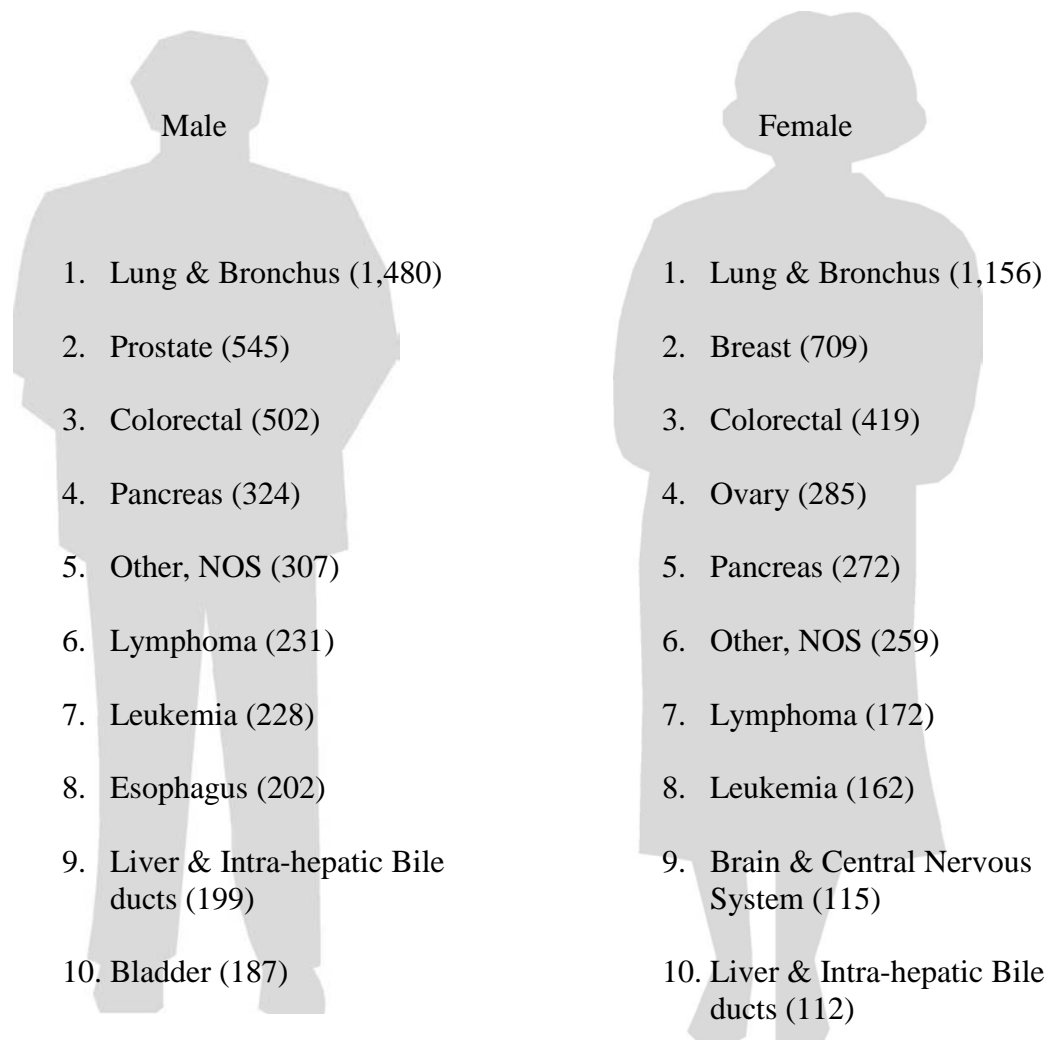 Male
1. Lung & Bronchus (1,480)
2. Prostate (545)
3. Colorectal (502)
4. Pancreas (324)
5. Other, NOS (307)
6. Lymphoma (231)
7. Leukemia (228)
8. Esophagus (202)
9. Liver & Intra-hepatic Bile
ducts (199)
10. Bladder (187)
Female
1. Lung & Bronchus (1,156)
2. Breast (709)
3. Colorectal (419)
4. Ovary (285)
5. Pancreas (272)
6. Other, NOS (259)
7. Lymphoma (172)
8. Leukemia (162)
9. Brain & Central Nervous
System (115)
10. Liver & Intra-hepatic Bile
ducts (112)